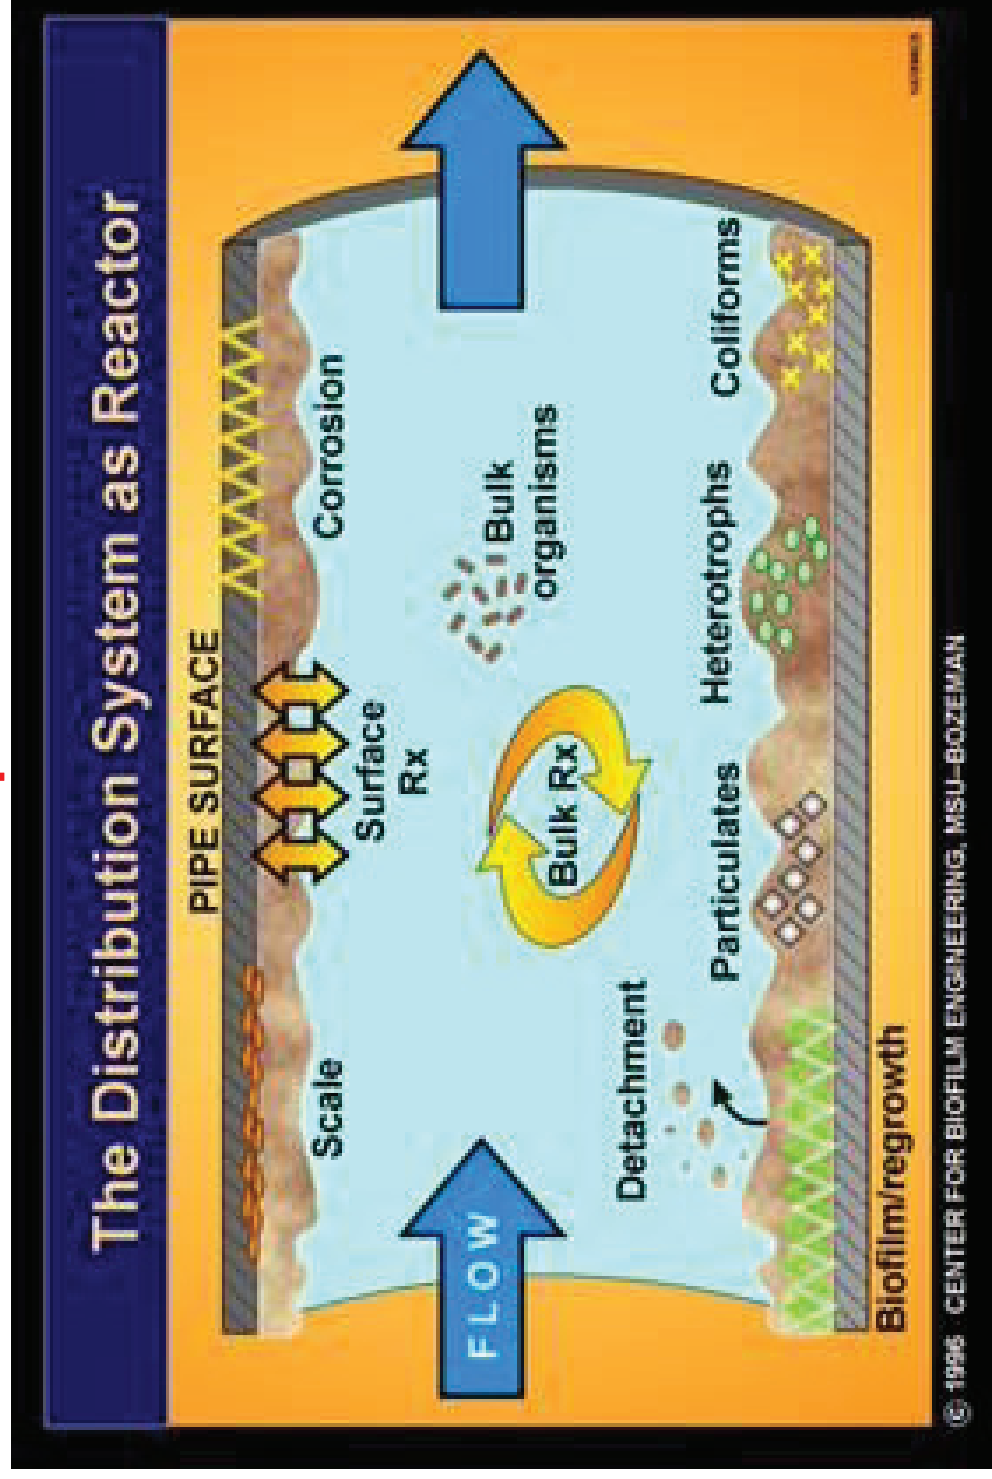 The Distribution System as Reactor
PIPE SURFACE
Scale
Surface
Rx
Corrosion
FLOW
Bulk Rx
Bulk
organisms
Detachment
Particulates
Heterotrophs
Coliforms
Biofilm/regrowth
© 1996 CENTER FOR BIOFILM ENGINEERING, MSU-BOZEMAN